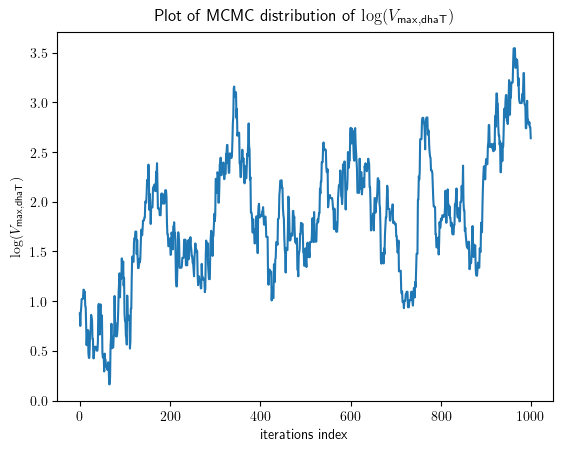 Plot of MCMC distribution of log(V_max,dhaT)
log(V_max,dhaT)
3.5
3.0
2.5
2.0
1.5
1.0
0.5
0.0
0 200 400 600 800 1000
iterations index